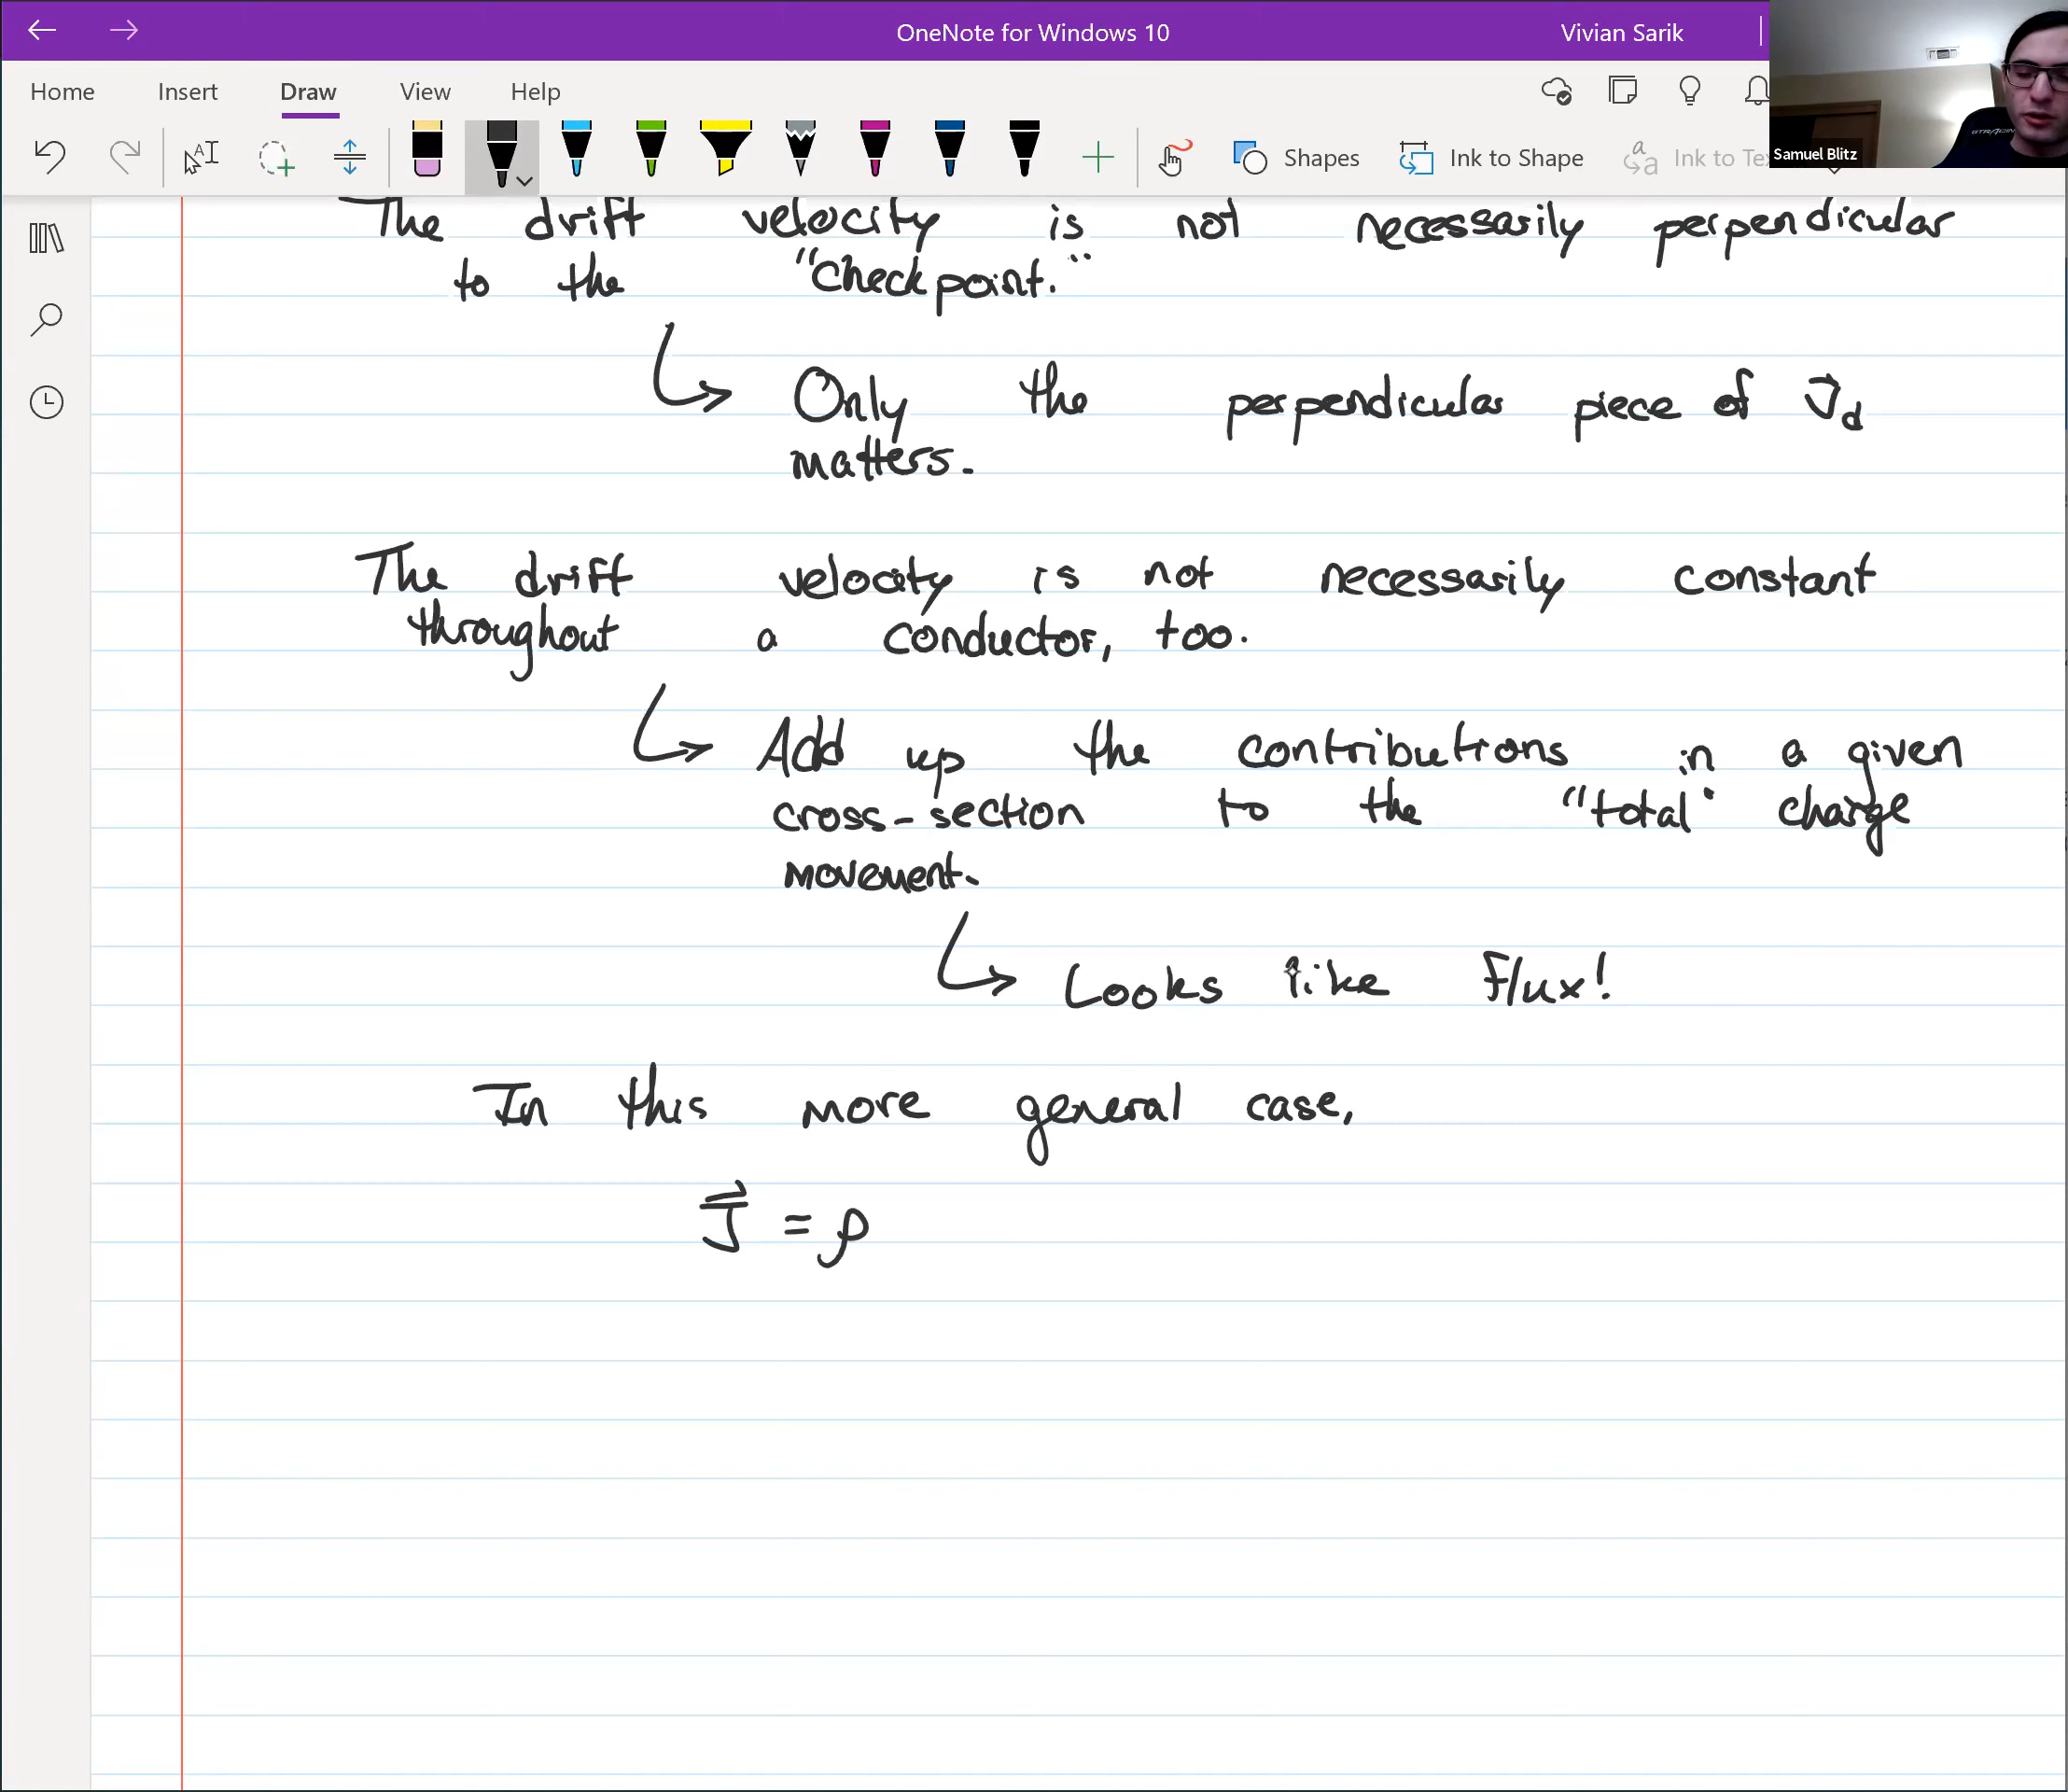 OneNote for Windows 10
Vivian Sarik
Home Insert Draw View Help
Shapes Ink to Shape Ink to Te
Samuel Blitz
The drift velocity is not necessarily perpendicular
to the "checkpoint."
Only the perpendicular piece of v⃗d
matters.
The drift velocity is not necessarily constant
throughout a conductor, too.
Add up the contributions in a given
cross-section to the "total" charge
movement.
Looks like flux!
In this more general case,
J⃗ = ρ